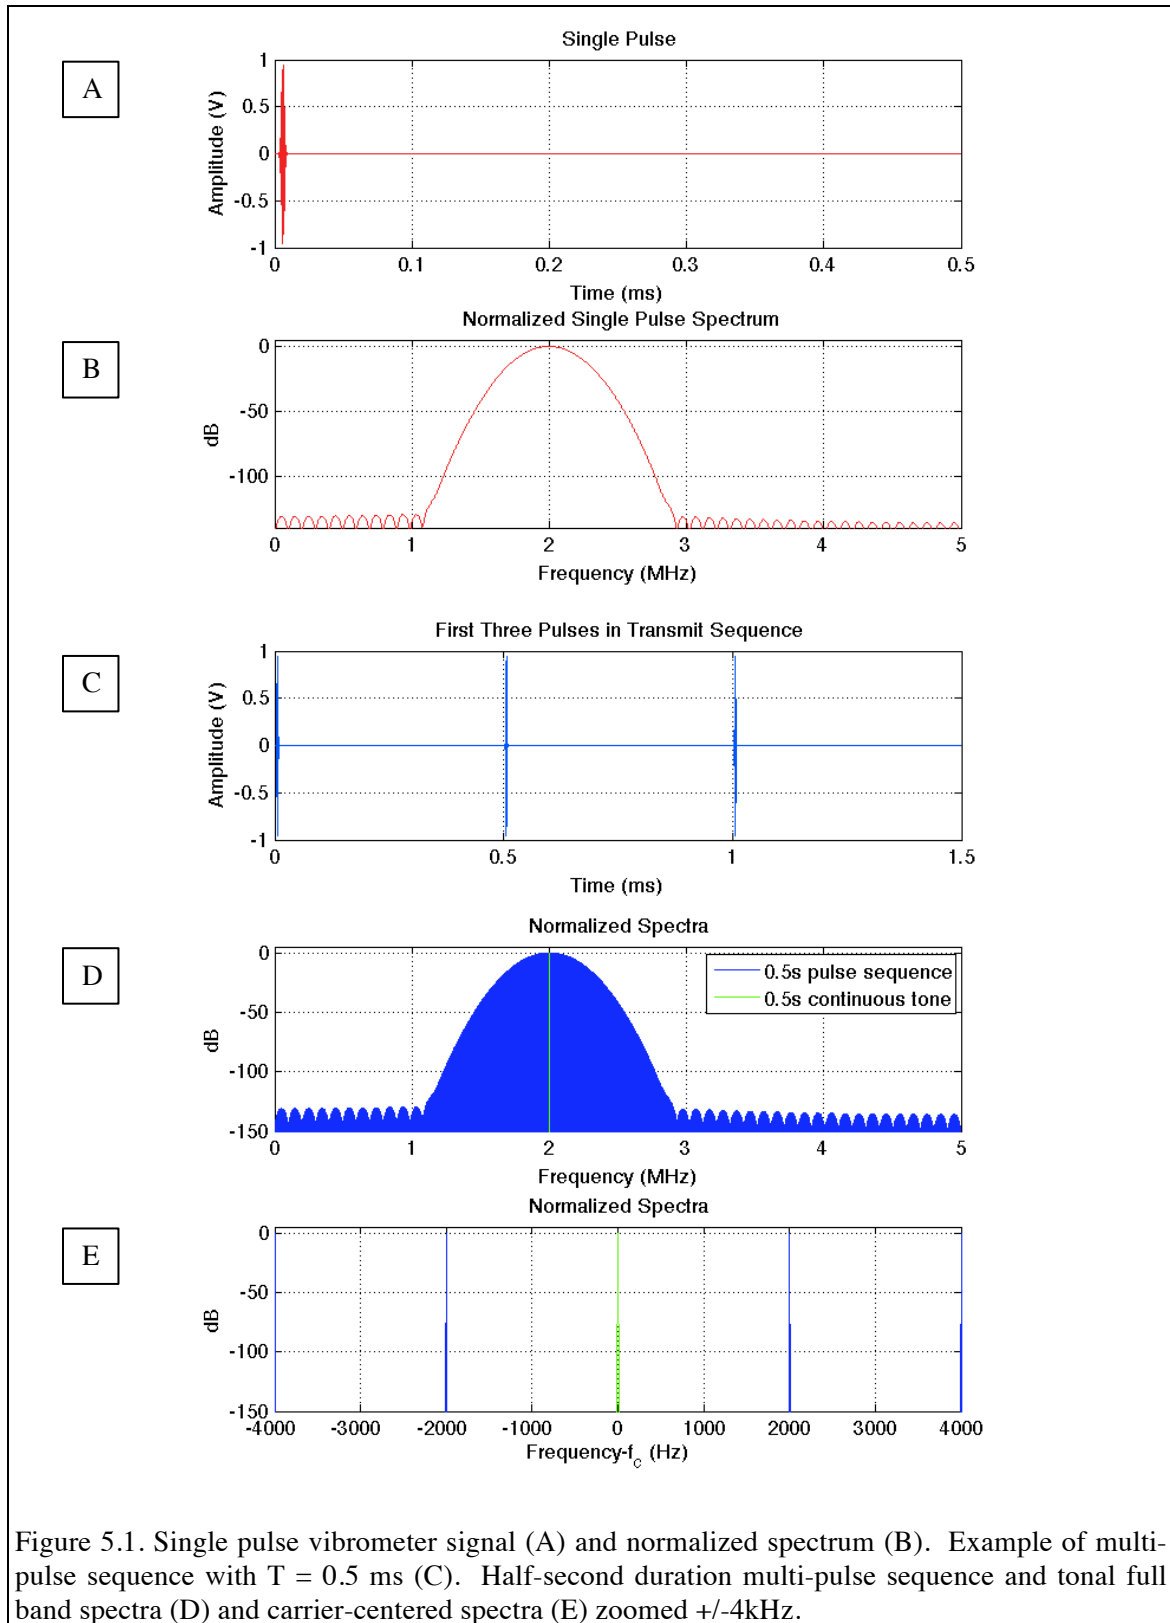 A
Single Pulse
Amplitude (V)
1
0.5
0
-0.5
-1
0 0.1 0.2 0.3 0.4 0.5
Time (ms)
B
Normalized Single Pulse Spectrum
dB
0
-50
-100
0 1 2 3 4 5
Frequency (MHz)
C
First Three Pulses in Transmit Sequence
Amplitude (V)
1
0.5
0
-0.5
-1
0 0.5 1 1.5
Time (ms)
D
Normalized Spectra
dB
0
-50
-100
-150
0.5s pulse sequence
0.5s continuous tone
0 1 2 3 4 5
Frequency (MHz)
E
Normalized Spectra
dB
0
-50
-100
-150
-4000 -3000 -2000 -1000 0 1000 2000 3000 4000
Frequency-f_c (Hz)
Figure 5.1. Single pulse vibrometer signal (A) and normalized spectrum (B). Example of multi-
pulse sequence with T = 0.5 ms (C). Half-second duration multi-pulse sequence and tonal full
band spectra (D) and carrier-centered spectra (E) zoomed +/-4kHz.